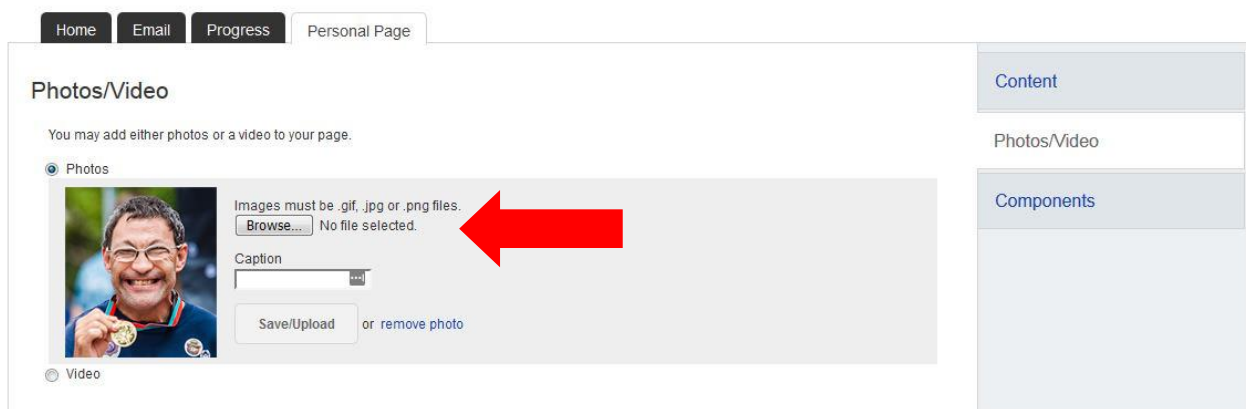 Home Email Progress Personal Page
Photos/Video
You may add either photos or a video to your page.
Photos
Images must be .gif, .jpg or .png files.
Browse... No file selected.
Caption
Save/Upload or remove photo
Video
Content
Photos/Video
Components